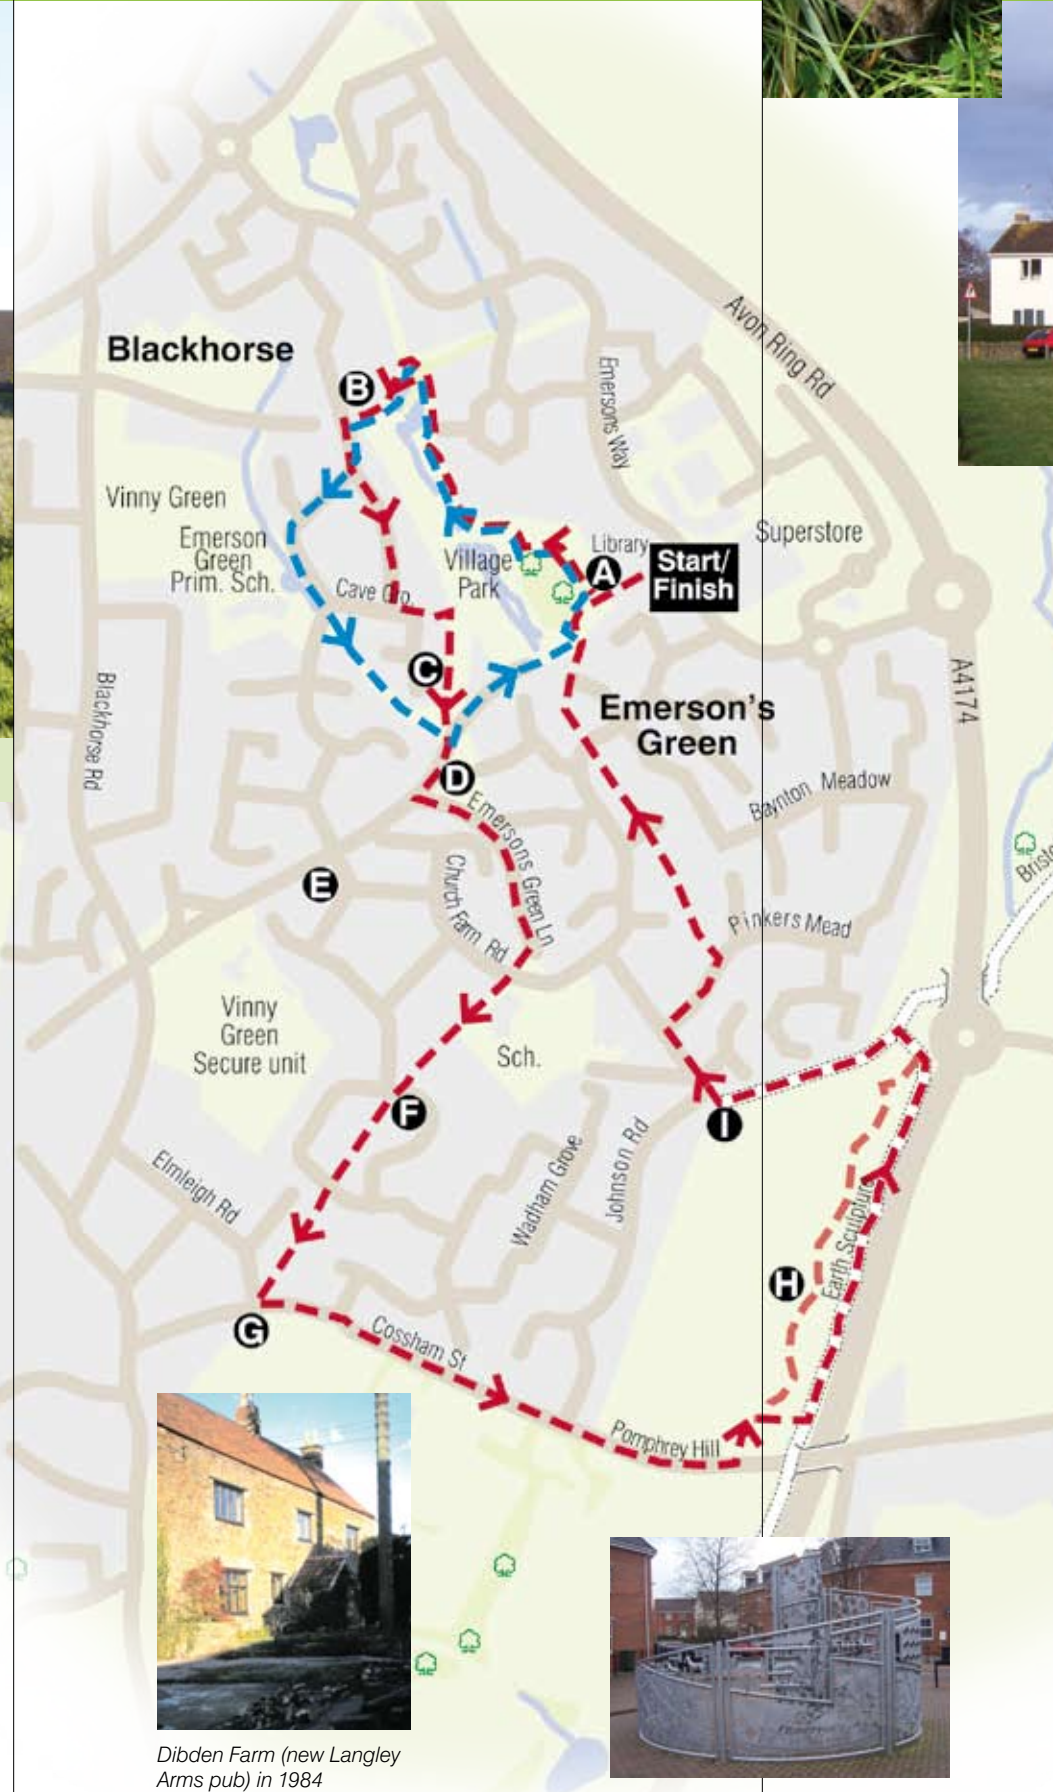 Avon Ring Rd
Blackhorse
B
Emersons Way
Vinny Green
Emerson
Green
Prim. Sch.
Superstore
Library
Village
Park
A
Start/
Finish
Cave Gro
C
Blackhorse Rd
A4174
Emerson's
Green
D
Baynton Meadow
Emersons Green Ln
E
Church Farm Rd
Pinkers Mead
Vinny
Green
Secure unit
Sch.
F
I
Elmleigh Rd
Wadham Grove
Johnson Rd
Earth Sculpture
H
G
Cossham St
Pomphrey Hill
Dibden Farm (new Langley
Arms pub) in 1984